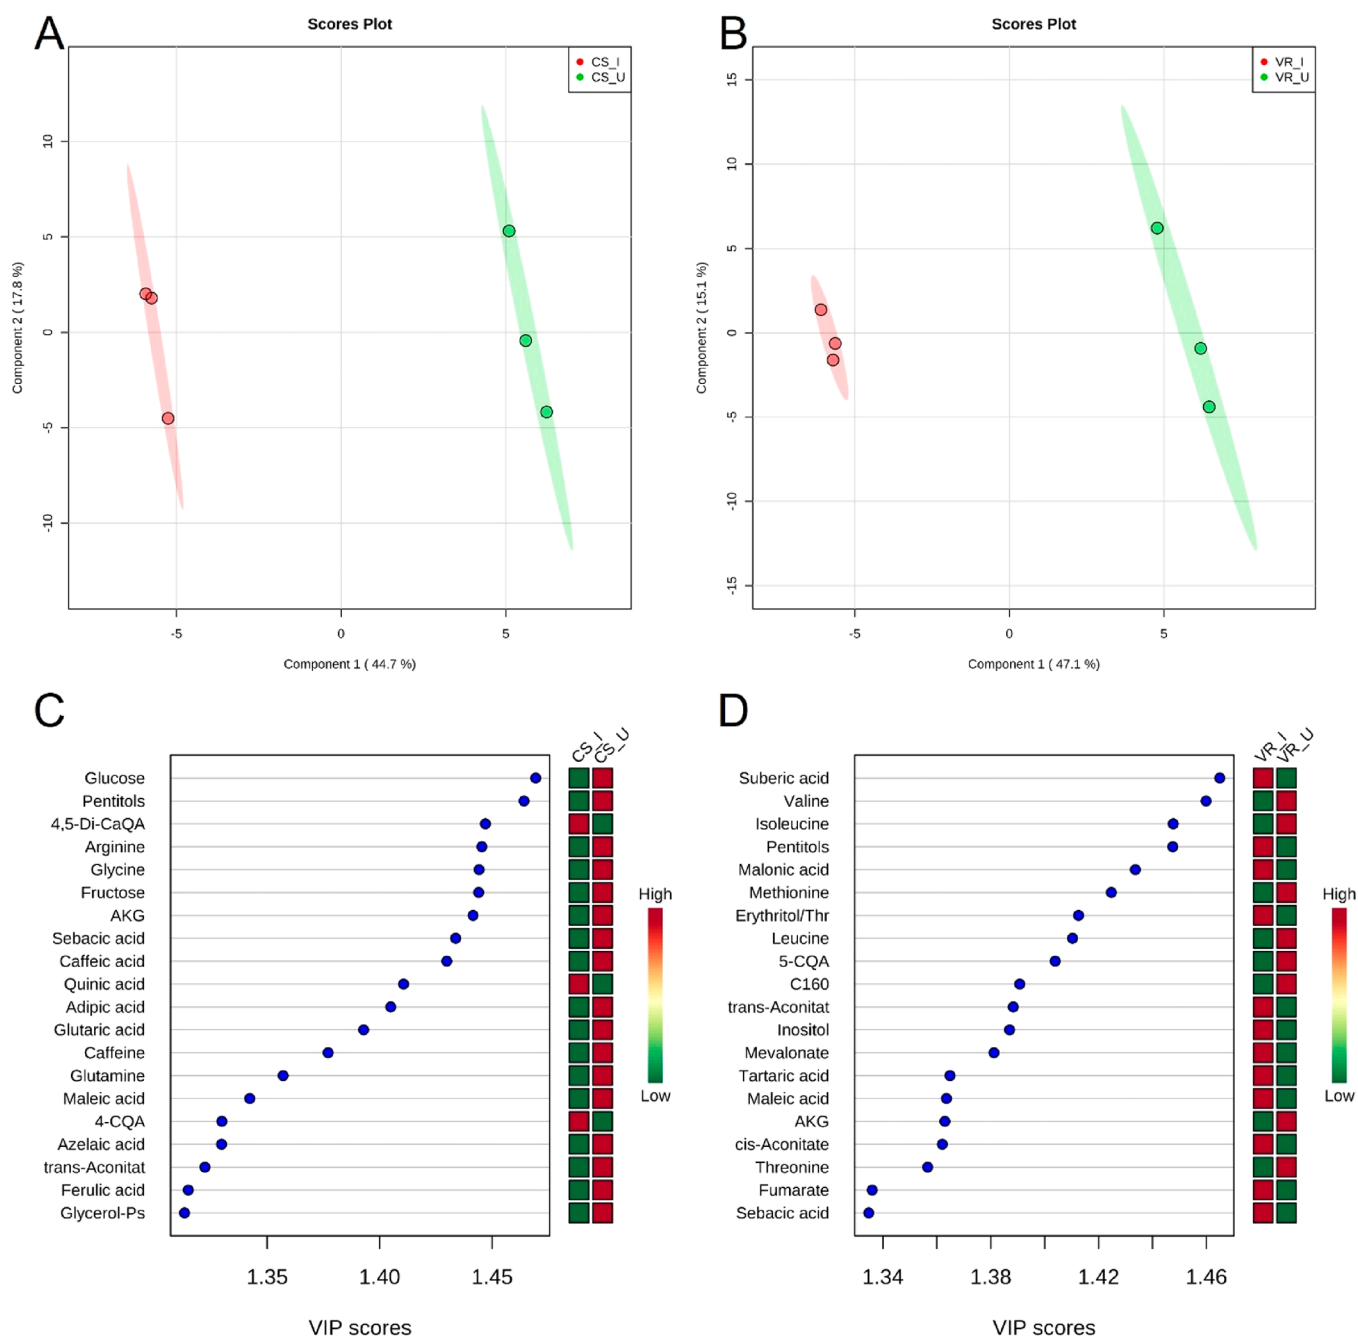 A
Scores Plot
CS_I
CS_U
10
5
0
-5
-10
Component 2 ( 17.8 %)
-5
0
5
Component 1 ( 44.7 %)
B
Scores Plot
VR_I
VR_U
15
10
5
0
-5
-10
-15
Component 2 ( 15.1 %)
-5
0
5
Component 1 ( 47.1 %)
C
CS_I
CS_U
Glucose
Pentitols
4,5-Di-CaQA
Arginine
Glycine
Fructose
AKG
Sebacic acid
Caffeic acid
Quinic acid
Adipic acid
Glutaric acid
Caffeine
Glutamine
Maleic acid
4-CQA
Azelaic acid
trans-Aconitat
Ferulic acid
Glycerol-Ps
High
Low
1.35
1.40
1.45
VIP scores
D
VR_I
VR_U
Suberic acid
Valine
Isoleucine
Pentitols
Malonic acid
Methionine
Erythritol/Thr
Leucine
5-CQA
C160
trans-Aconitat
Inositol
Mevalonate
Tartaric acid
Maleic acid
AKG
cis-Aconitate
Threonine
Fumarate
Sebacic acid
High
Low
1.34
1.38
1.42
1.46
VIP scores